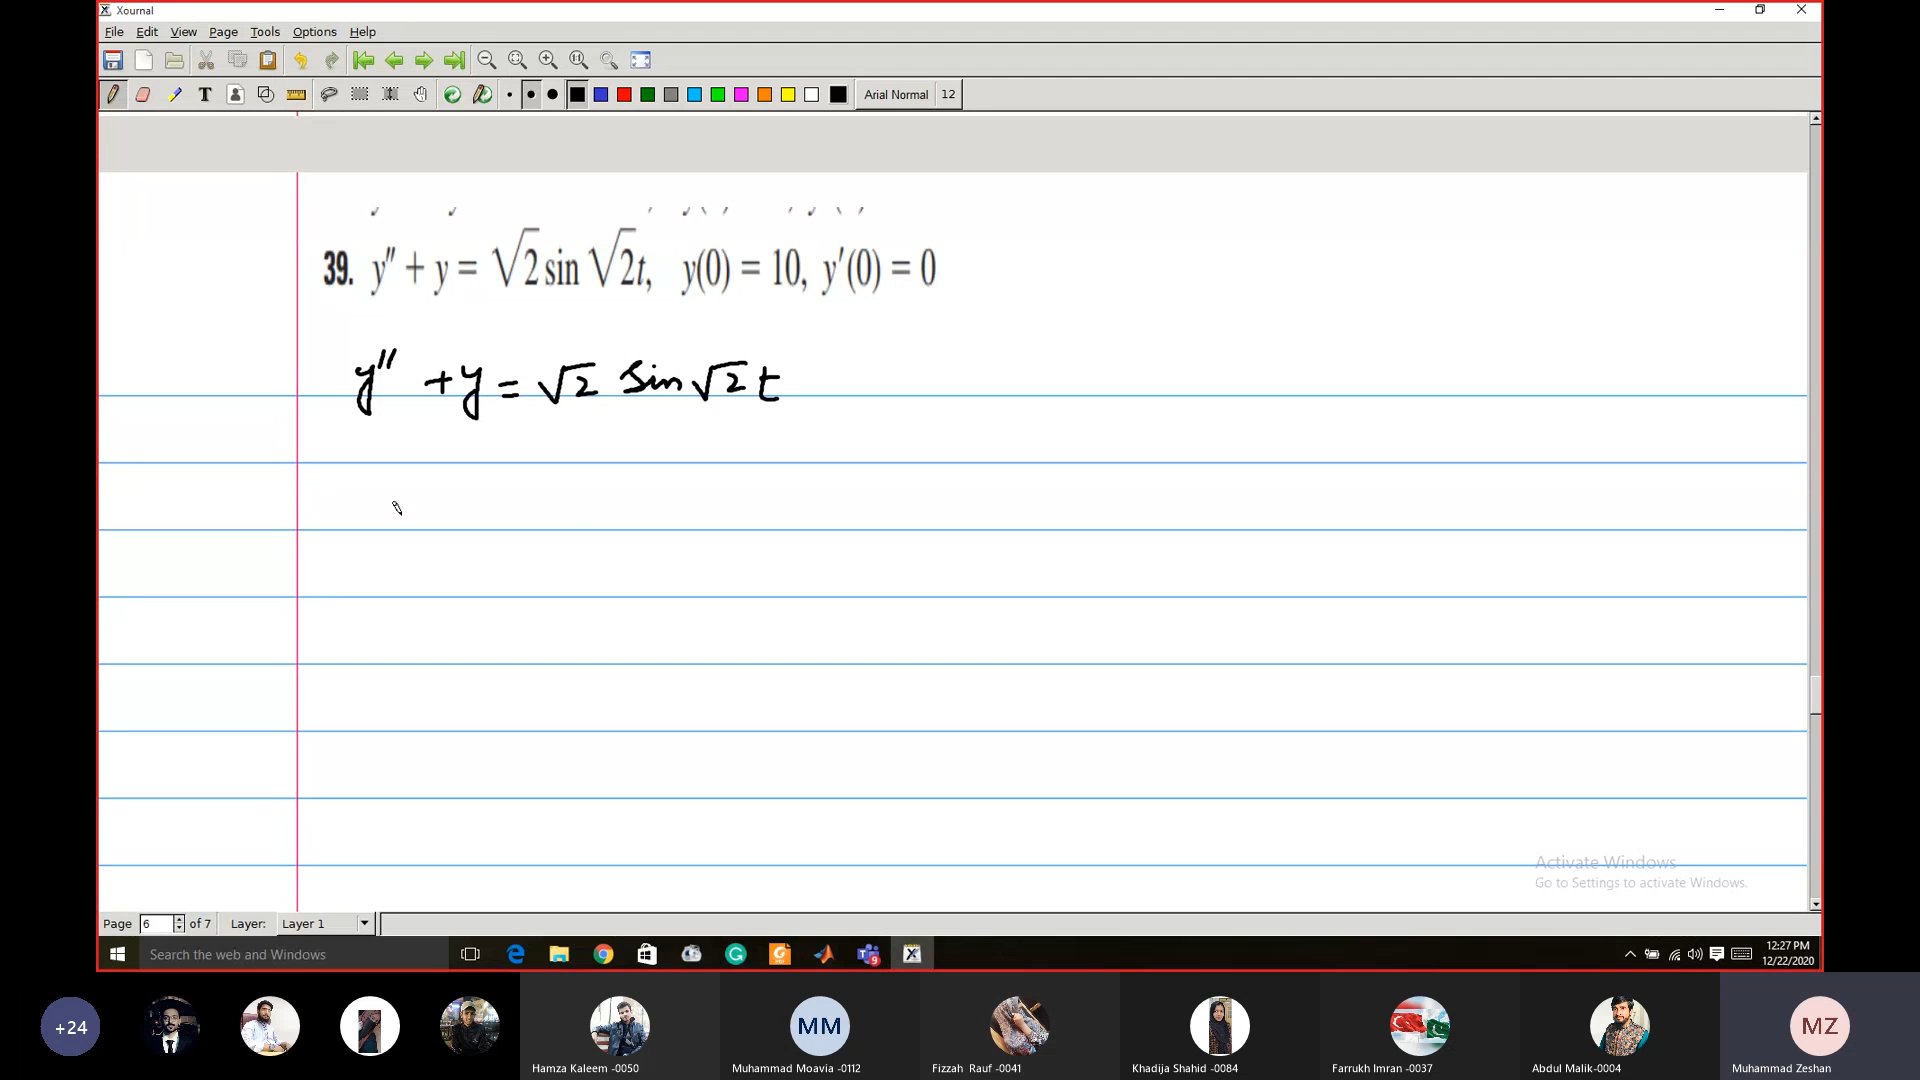 Xournal
File Edit View Page Tools Options Help
T Arial Normal 12
39. y″ + y = √2 sin √2t, y(0) = 10, y′(0) = 0
y″ + y = √2 sin √2 t
Activate Windows
Go to Settings to activate Windows.
Page 6 of 7 Layer: Layer 1
Search the web and Windows
12:27 PM
12/22/2020
+24
MM
MZ
Hamza Kaleem -0050
Muhammad Moavia -0112
Fizzah Rauf -0041
Khadija Shahid -0084
Farrukh Imran -0037
Abdul Malik-0004
Muhammad Zeshan